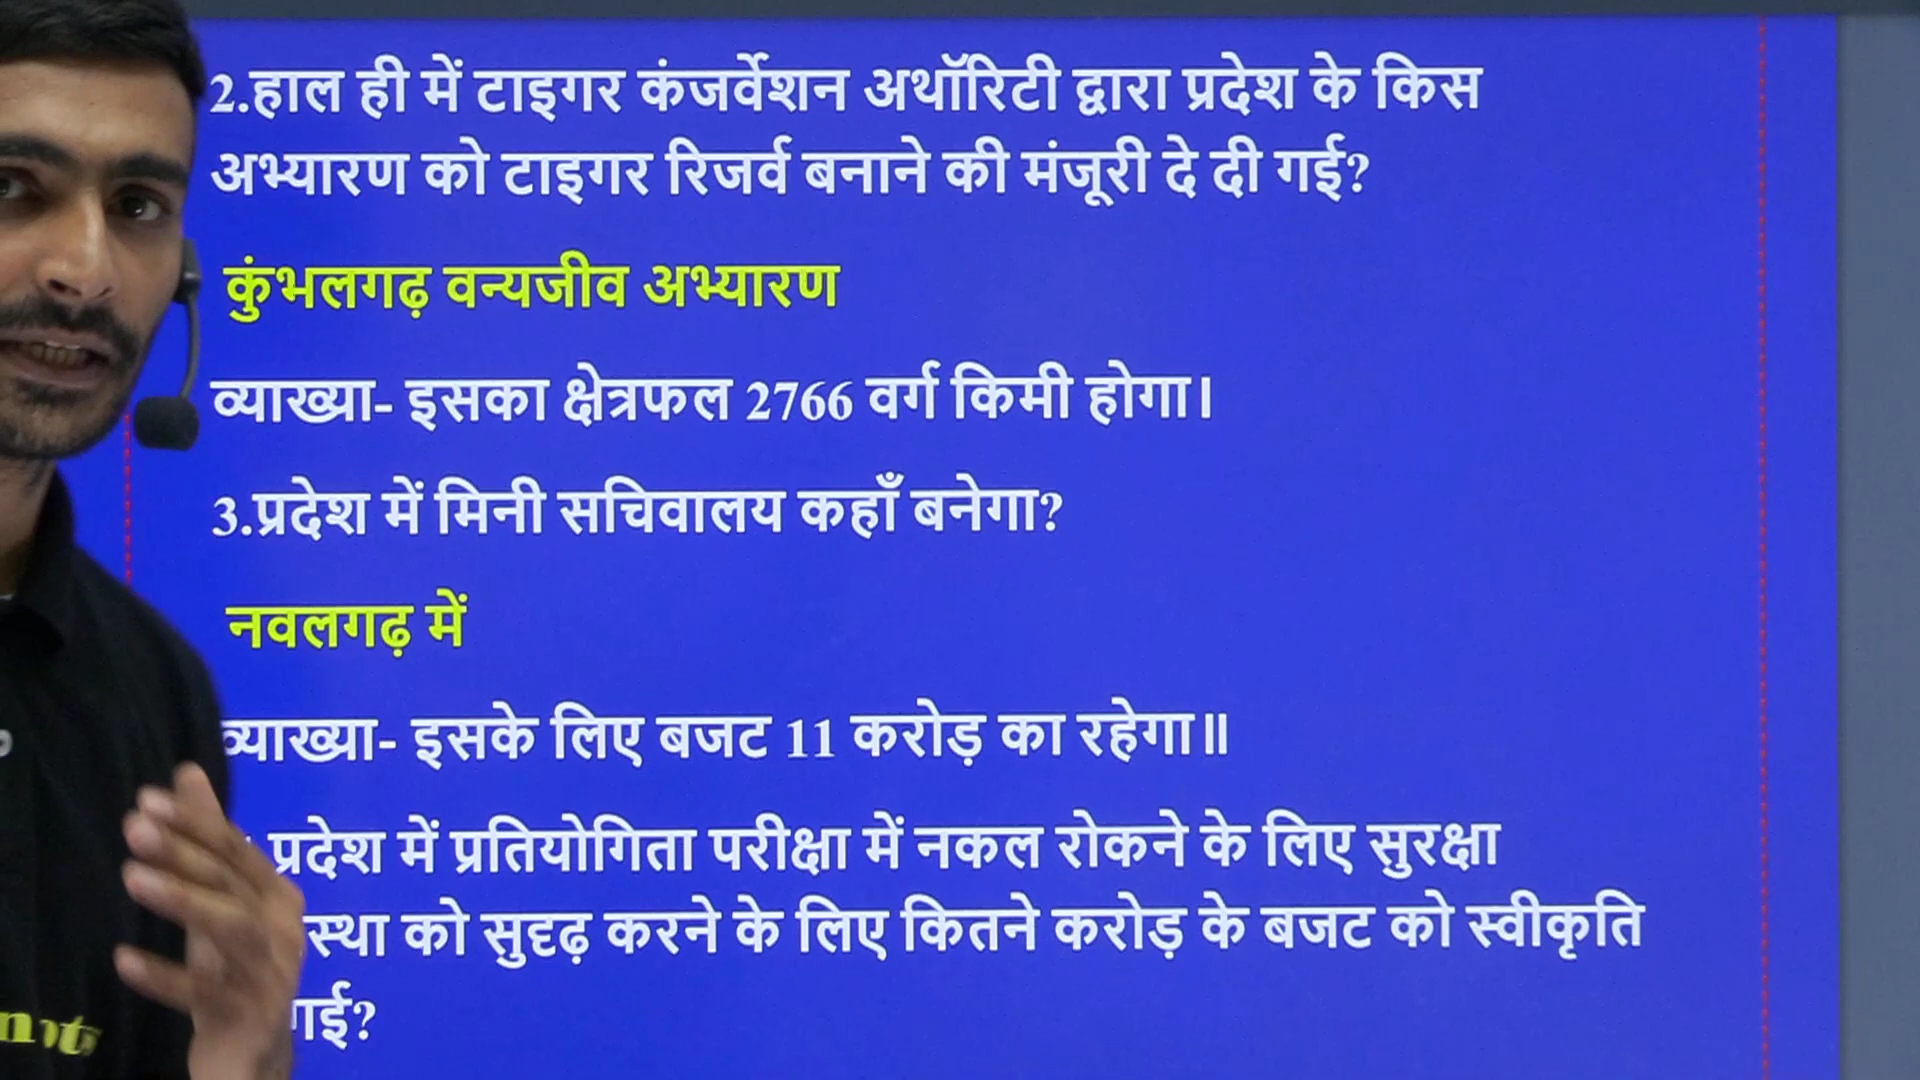 2.हाल ही में टाइगर कंजर्वेशन अथॉरिटी द्वारा प्रदेश के किस
अभ्यारण को टाइगर रिजर्व बनाने की मंजूरी दे दी गई?
कुंभलगढ़ वन्यजीव अभ्यारण
व्याख्या- इसका क्षेत्रफल 2766 वर्ग किमी होगा।
3.प्रदेश में मिनी सचिवालय कहाँ बनेगा?
नवलगढ़ में
व्याख्या- इसके लिए बजट 11 करोड़ का रहेगा॥
प्रदेश में प्रतियोगिता परीक्षा में नकल रोकने के लिए सुरक्षा
स्था को सुदृढ़ करने के लिए कितने करोड़ के बजट को स्वीकृति
गई?